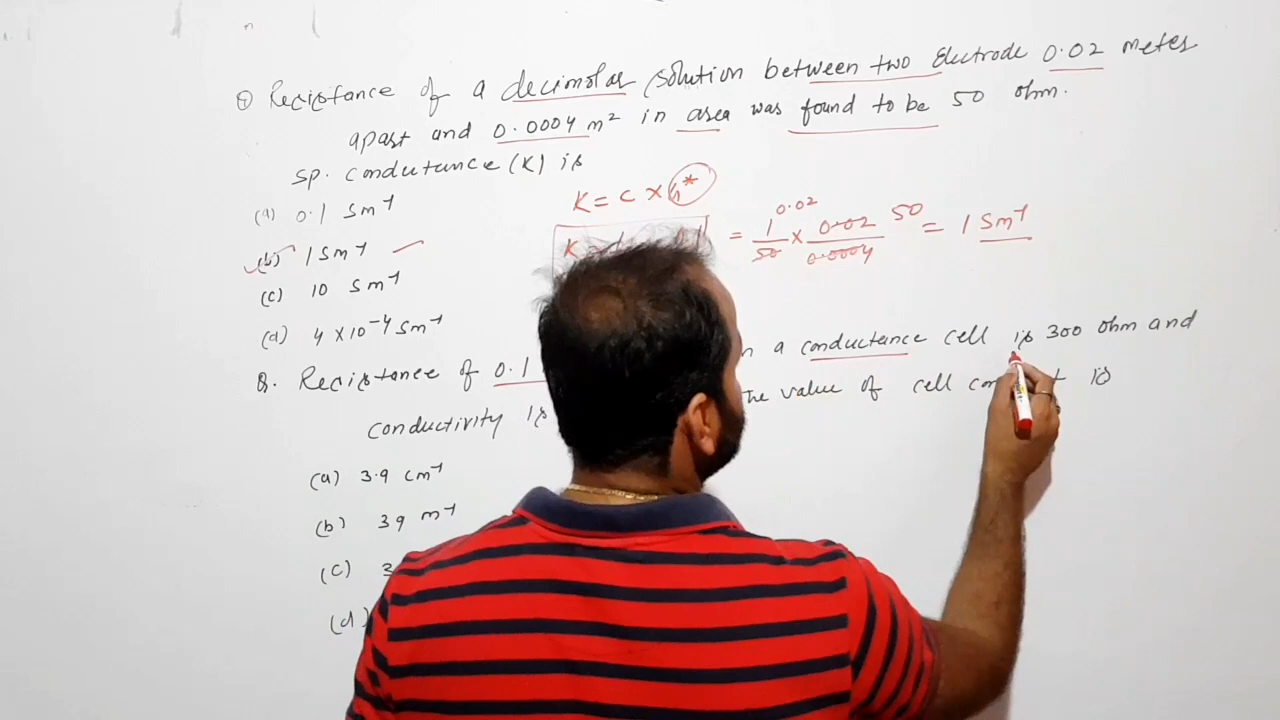 Resistance of a decimolar solution between two Electrode 0.02 meter
apart and 0.0004 m² in area was found to be 50 ohm.
sp. conductance (K) is
(a) 0.1 Sm⁻¹
(b) 1 Sm⁻¹
(c) 10 Sm⁻¹
(d) 4 × 10⁻⁴ Sm⁻¹
K = C × G*
K
= 1/50 × 0.02/0.0004 = 1 Sm⁻¹
0.02
50
Q. Resistance of 0.1 a conductance cell is 300 ohm and
conductivity is The value of cell is
(a) 3.9 cm⁻¹
(b) 39 m⁻¹
(c) 3
(d)